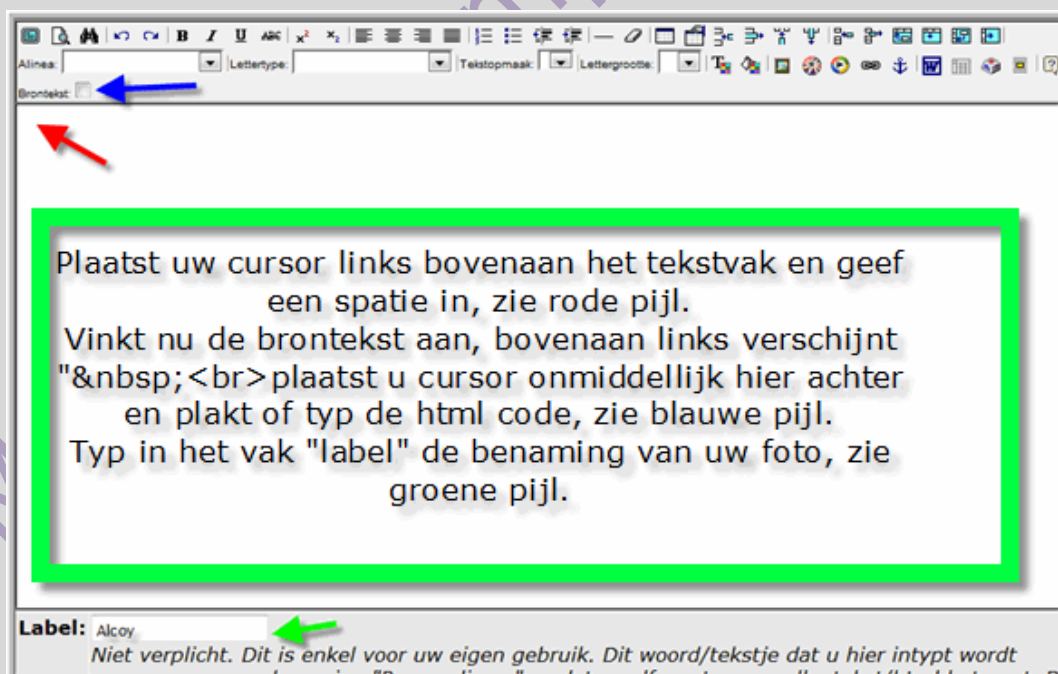 Alinea: Lettertype: Tekstopmaak: Lettergrootte:
Brontekst:
Plaatst uw cursor links bovenaan het tekstvak en geef
een spatie in, zie rode pijl.
Vinkt nu de brontekst aan, bovenaan links verschijnt
"&nbsp;<br>plaatst u cursor onmiddellijk hier achter
en plakt of typ de html code, zie blauwe pijl.
Typ in het vak "label" de benaming van uw foto, zie
groene pijl.
Label: Alcoy
Niet verplicht. Dit is enkel voor uw eigen gebruik. Dit woord/tekstje dat u hier intypt wordt